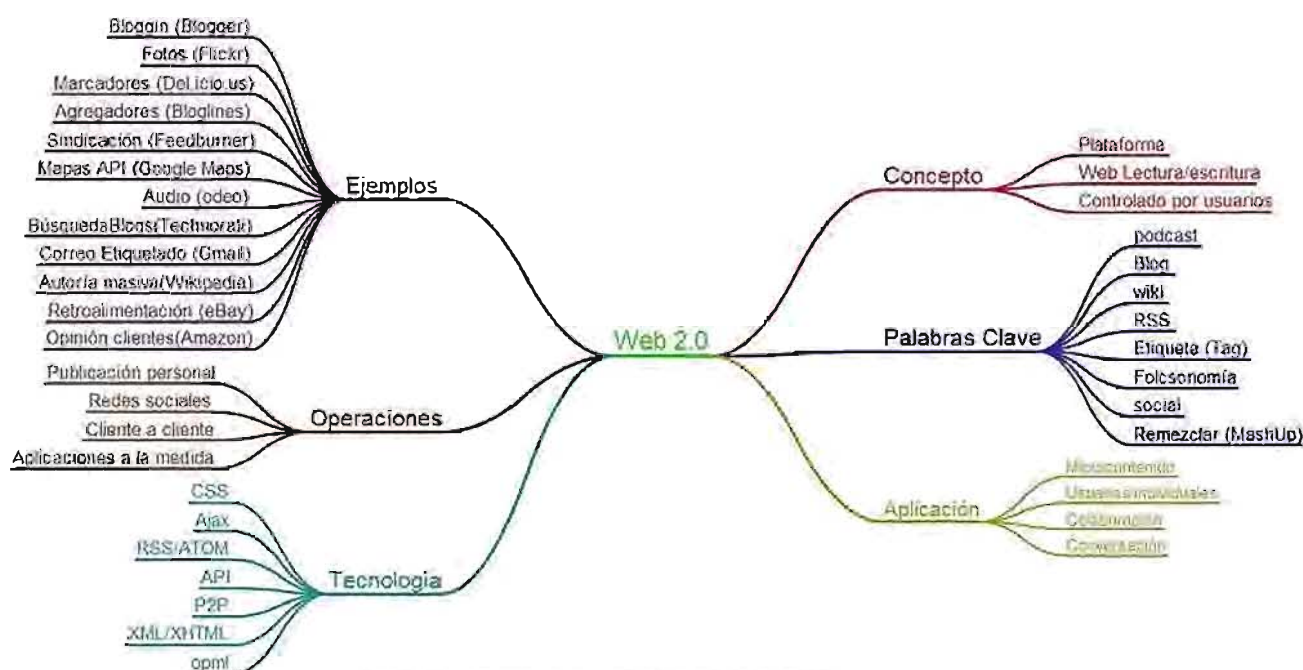 Web 2.0
Ejemplos
Bloggin (Blogger)
Fotos (Flickr)
Marcadores (Del.icio.us)
Agregadores (Bloglines)
Sindicación (Feedburner)
Mapas API (Google Maps)
Audio (odeo)
BúsquedaBlogs(Technorati)
Correo Etiquetado (Gmail)
Autoría masiva(Wikipedia)
Retroalimentación (eBay)
Opinión clientes(Amazon)
Operaciones
Publicación personal
Redes sociales
Cliente a cliente
Aplicaciones a la medida
Tecnologia
CSS
Ajax
RSS/ATOM
API
P2P
XML/XHTML
opml
Concepto
Plataforma
Web Lectura/escritura
Controlado por usuarios
Palabras Clave
podcast
Blog
wiki
RSS
Etiqueta (Tag)
Folcsonomía
social
Remezclar (MashUp)
Aplicación
Microcontenido
Usuarios individuales
Colaboración
Conversación